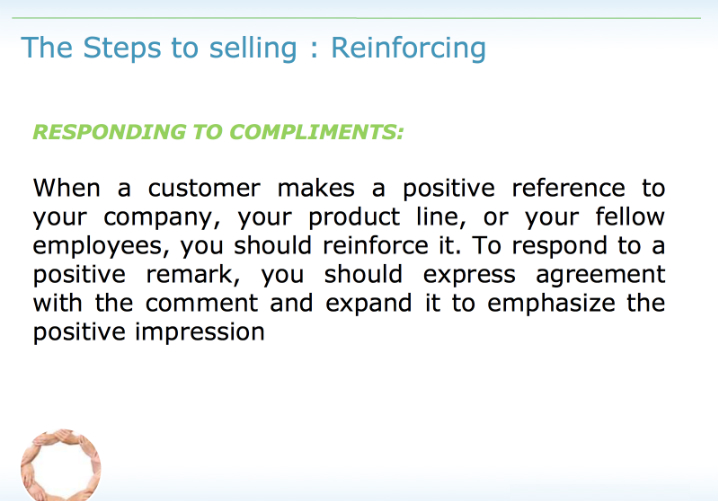 The Steps to selling : Reinforcing
RESPONDING TO COMPLIMENTS:
When a customer makes a positive reference to
your company, your product line, or your fellow
employees, you should reinforce it. To respond to a
positive remark, you should express agreement
with the comment and expand it to emphasize the
positive impression